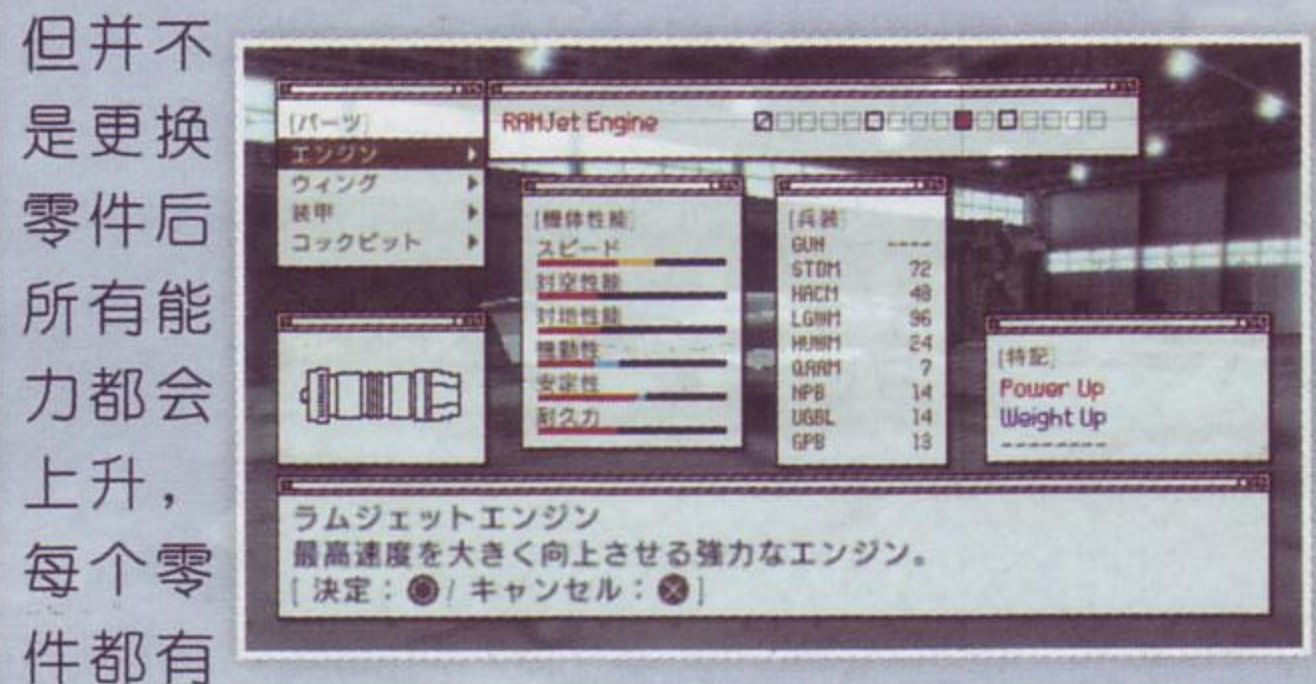 但并不
是更换
零件后
所有能
力都会
上升，
每个零
件都有
[パーツ]
エンジン
ウィング
装甲
コックピット
RAMJet Engine
[機体性能]
スピード
対空性能
対地性能
機動性
安定性
耐久力
[兵装]
GUN ----
STDM 72
HACM 48
LGWM 96
HUWM 24
QAAM 7
NPB 14
UGBL 14
GPB 13
[特記]
Power Up
Weight Up
--------
ラムジェットエンジン
最高速度を大きく向上させる強力なエンジン。
[ 決定：◉ / キャンセル：⊗ ]